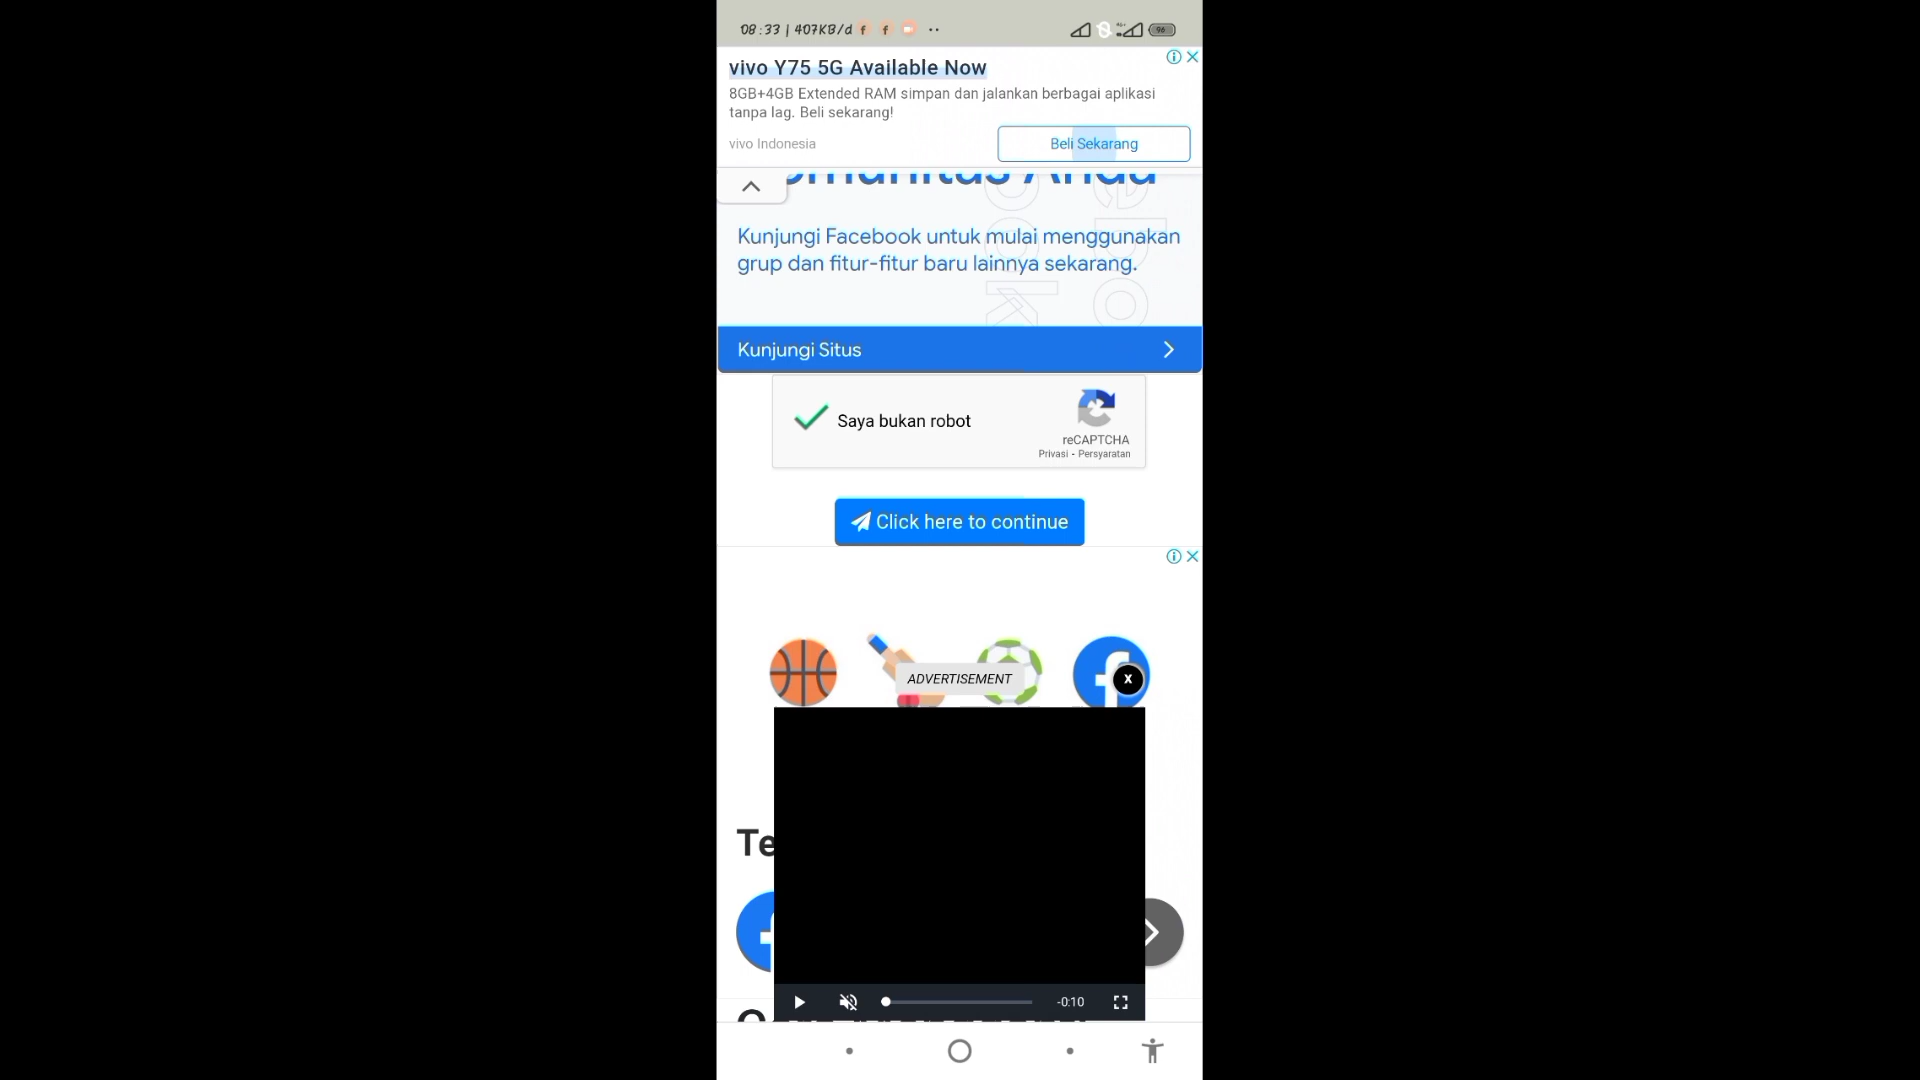 08:33 | 407KB/d
96
vivo Y75 5G Available Now
8GB+4GB Extended RAM simpan dan jalankan berbagai aplikasi
tanpa lag. Beli sekarang!
vivo Indonesia
Beli Sekarang
Kunjungi Facebook untuk mulai menggunakan
grup dan fitur-fitur baru lainnya sekarang.
Kunjungi Situs
Saya bukan robot
reCAPTCHA
Privasi - Persyaratan
Click here to continue
ADVERTISEMENT
X
Te
-0:10